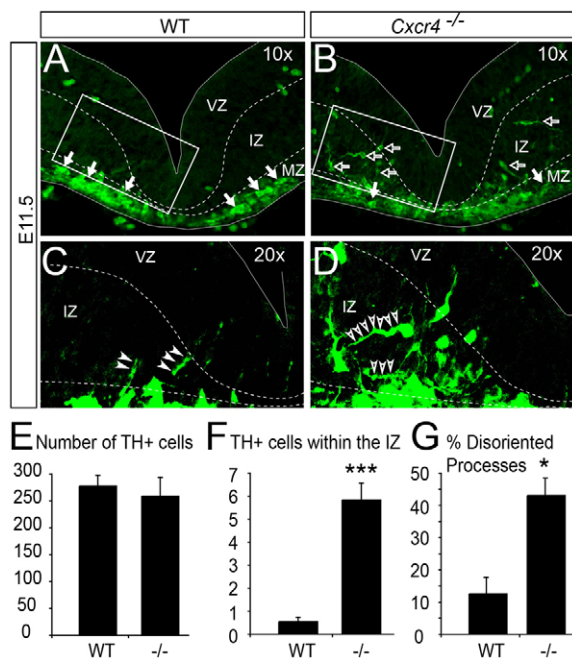 WT
Cxcr4 -/-
E11.5
A
10x
VZ
IZ
MZ
B
10x
VZ
IZ
MZ
C
20x
VZ
IZ
D
20x
VZ
IZ
E Number of TH+ cells
300
250
200
150
100
50
0
WT
-/-
F TH+ cells within the IZ
7
6
5
4
3
2
1
0
***
WT
-/-
G % Disoriented
Processes
50
40
30
20
10
0
*
WT
-/-